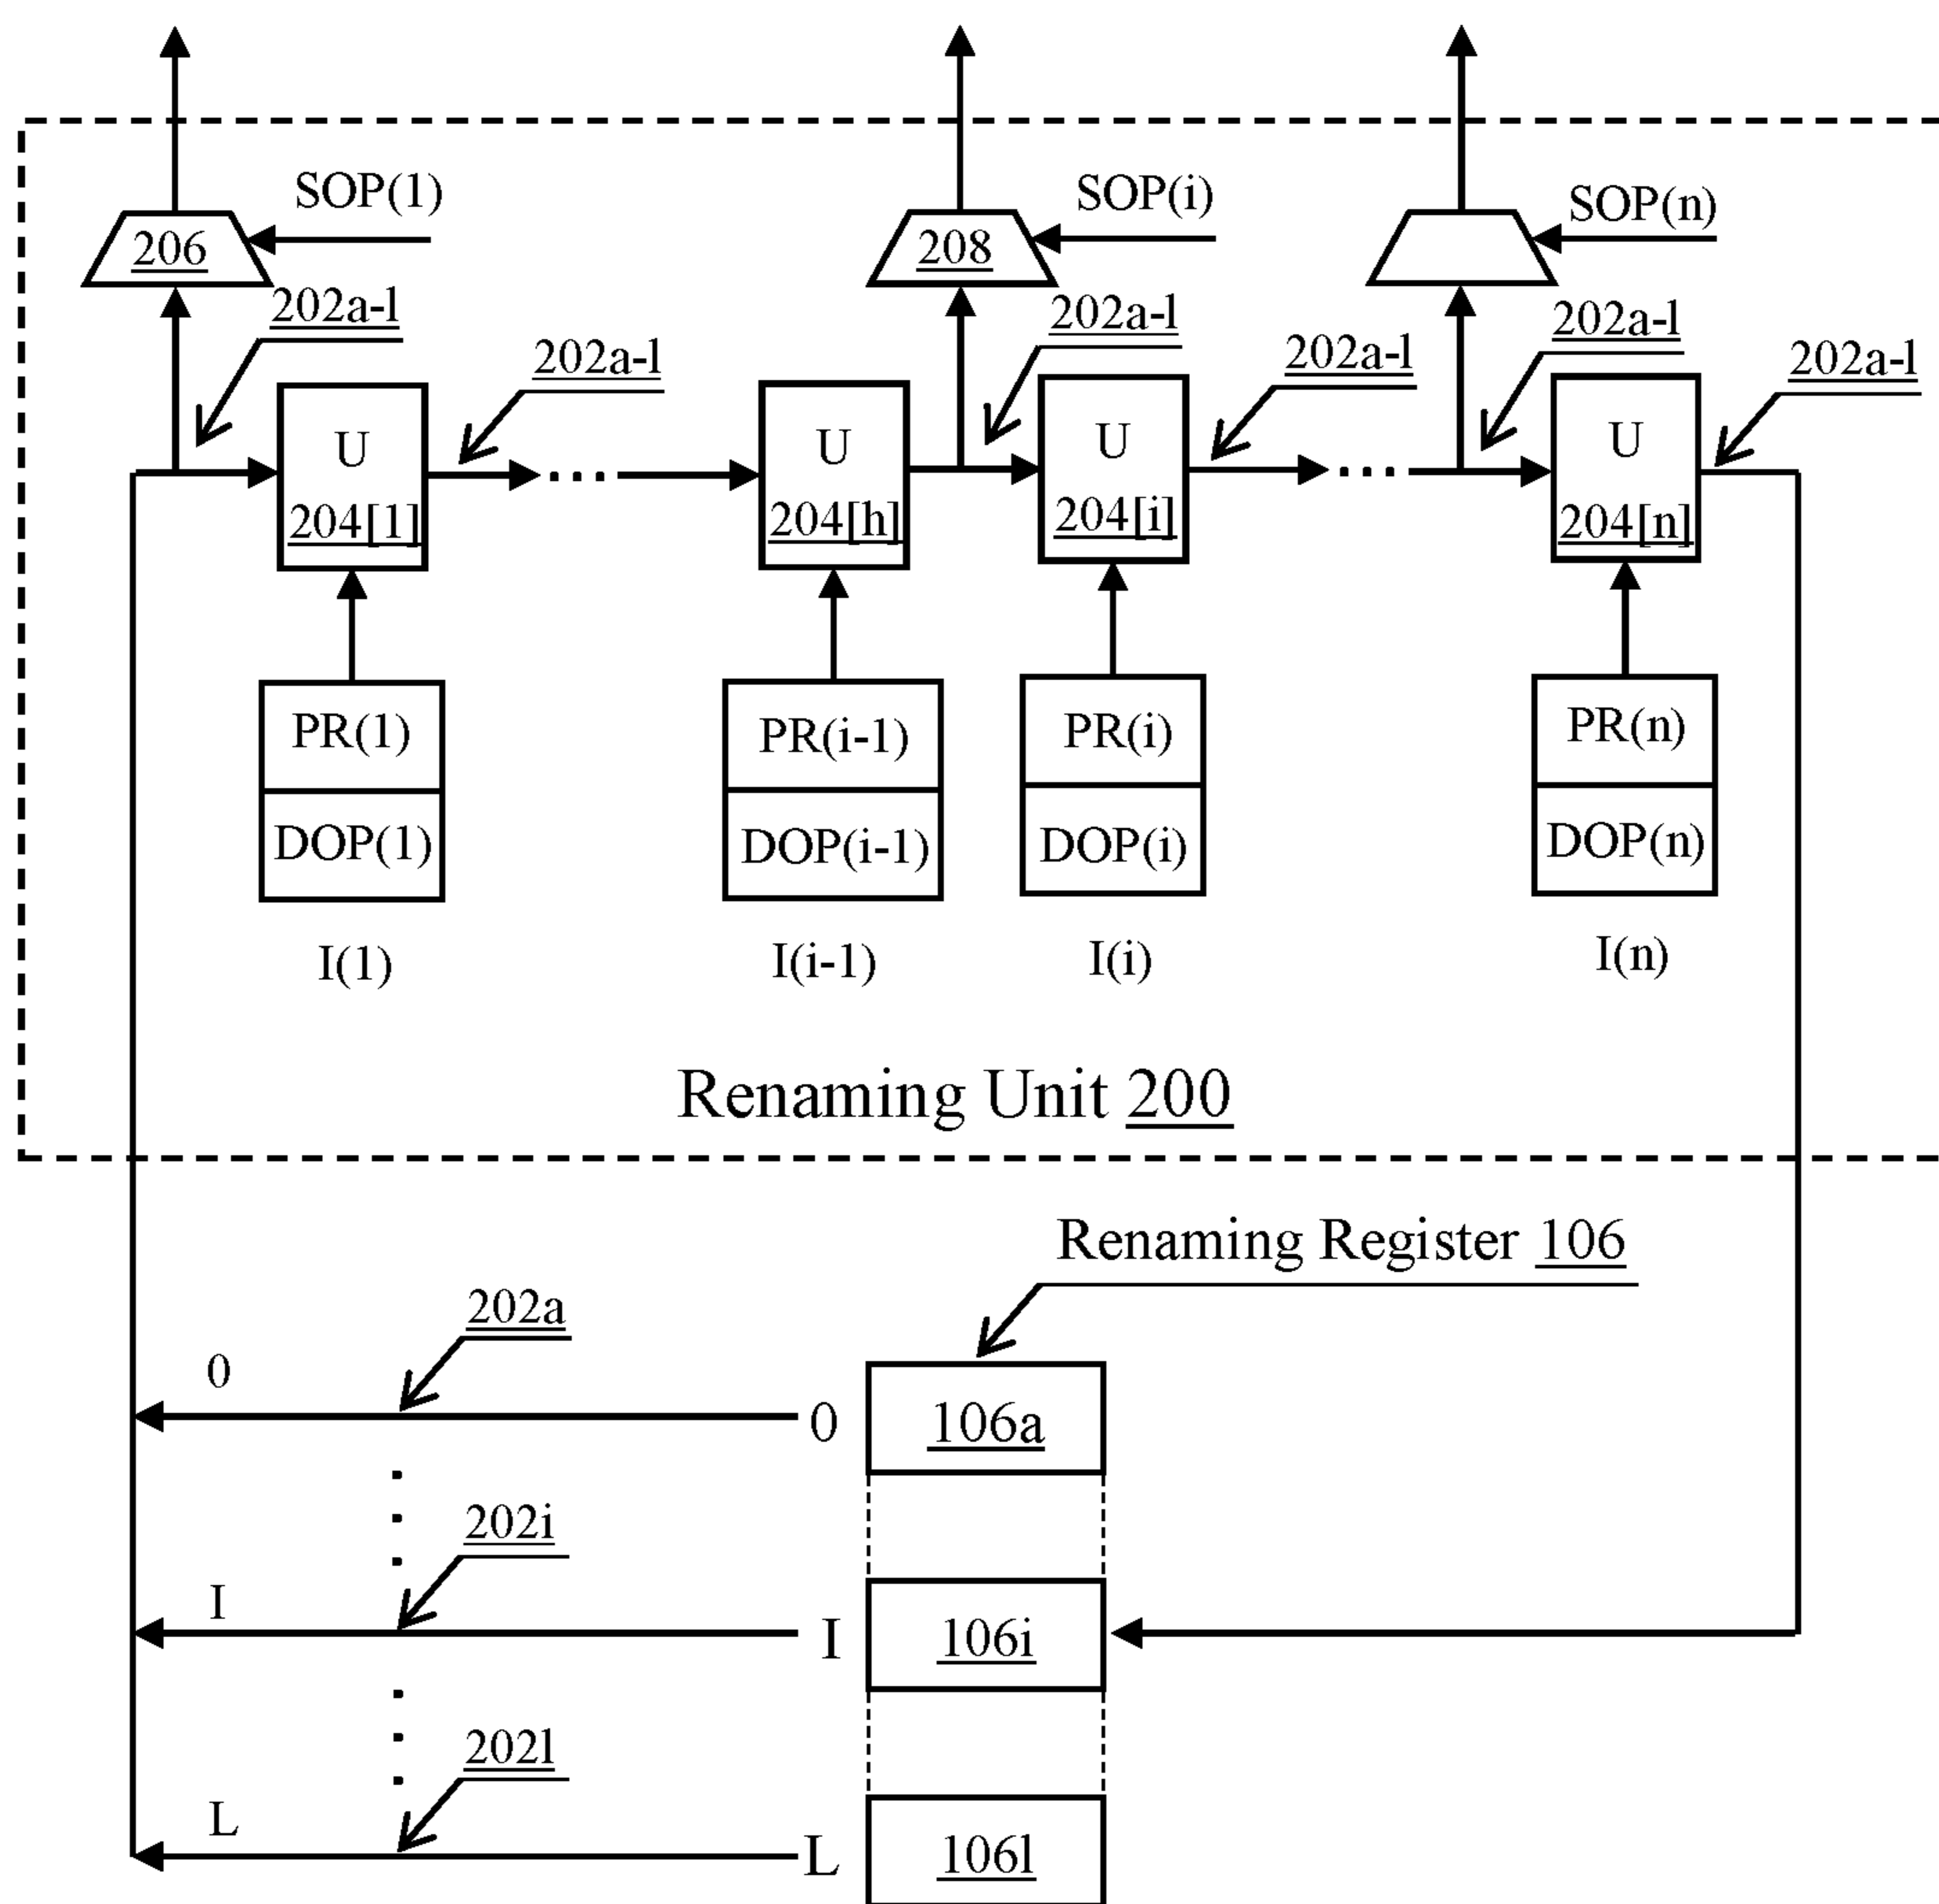 SOP(1)
SOP(i)
SOP(n)
206
208
202a-l
202a-l
202a-l
202a-l
202a-l
202a-l
U
U
U
U
204[1]
204[h]
204[i]
204[n]
....
....
PR(1)
PR(i-1)
PR(i)
PR(n)
DOP(1)
DOP(i-1)
DOP(i)
DOP(n)
I(1)
I(i-1)
I(i)
I(n)
Renaming Unit 200
Renaming Register 106
202a
0
0
106a
202i
I
I
106i
202l
L
L
106l